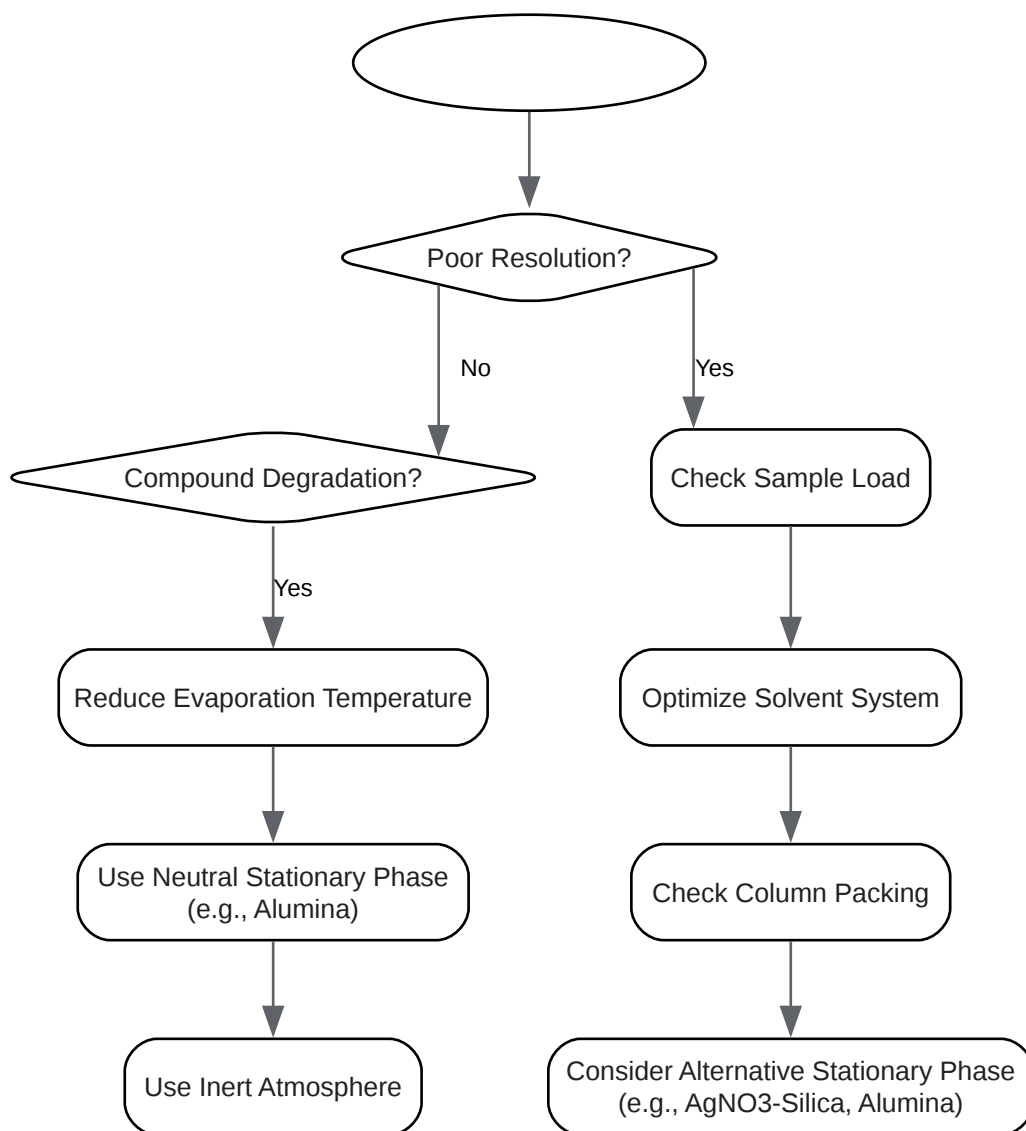 Poor Resolution?
No
Yes
Compound Degradation?
Check Sample Load
Yes
Reduce Evaporation Temperature
Optimize Solvent System
Use Neutral Stationary Phase
(e.g., Alumina)
Check Column Packing
Use Inert Atmosphere
Consider Alternative Stationary Phase
(e.g., AgNO3-Silica, Alumina)